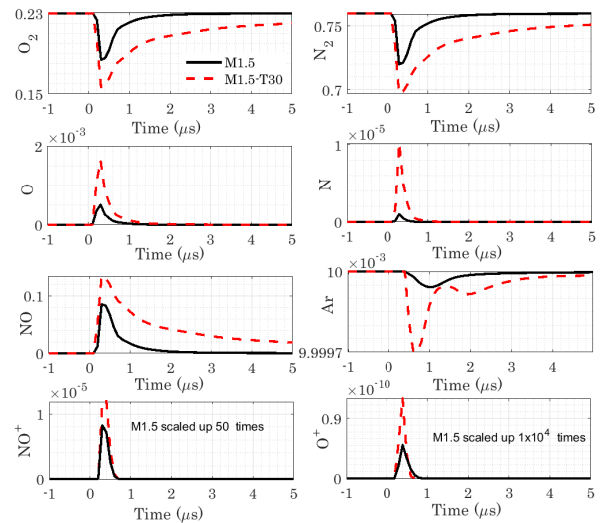 0.23
O₂
0.15
M1.5
M1.5-T30
-1 0 1 2 3 4 5
Time (μs)
N₂
0.7
-1 0 1 2 3 4 5
Time (μs)
×10⁻³
2
O
0
-1 0 1 2 3 4 5
Time (μs)
×10⁻⁵
1
N
0
-1 0 1 2 3 4 5
Time (μs)
0.1
NO
0
-1 0 1 2 3 4 5
Time (μs)
×10⁻³
10
Ar
9.9997
-1 0 1 2 3 4 5
Time (μs)
×10⁻⁵
1
NO⁺
0
M1.5 scaled up 50 times
-1 0 1 2 3 4 5
Time (μs)
×10⁻¹⁰
0.9
O⁺
0
M1.5 scaled up 1x10⁴ times
-1 0 1 2 3 4 5
Time (μs)